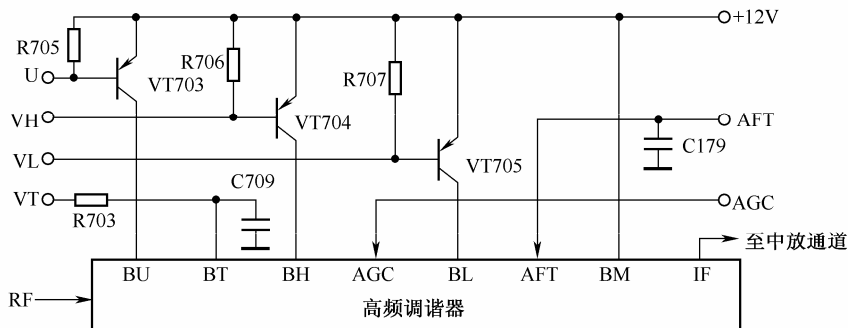 +12V
R705
R706
U
VT703
R707
VH
VT704
AFT
C179
VL
VT705
C709
VT
R703
AGC
至中放通道
BU
BT
BH
AGC
BL
AFT
BM
IF
RF
高频调谐器